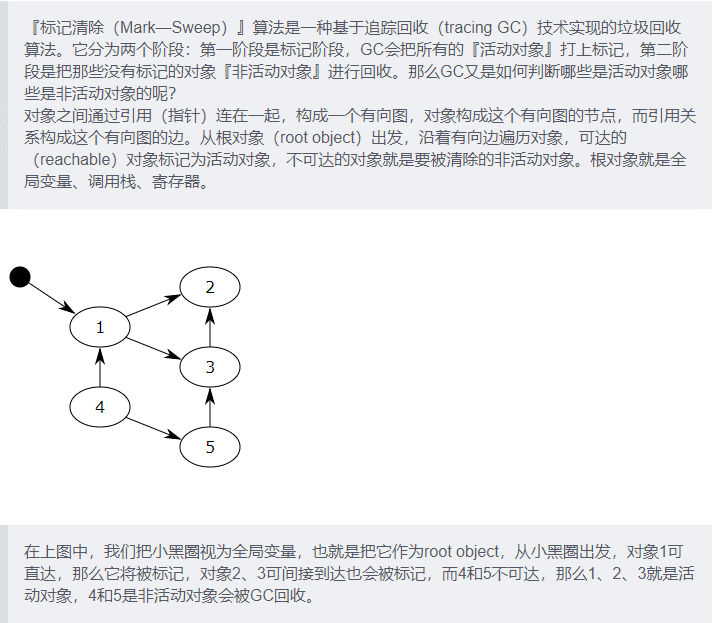 『标记清除（Mark—Sweep）』算法是一种基于追踪回收（tracing GC）技术实现的垃圾回收
算法。它分为两个阶段：第一阶段是标记阶段，GC会把所有的『活动对象』打上标记，第二阶
段是把那些没有标记的对象『非活动对象』进行回收。那么GC又是如何判断哪些是活动对象哪
些是非活动对象的呢？
对象之间通过引用（指针）连在一起，构成一个有向图，对象构成这个有向图的节点，而引用关
系构成这个有向图的边。从根对象（root object）出发，沿着有向边遍历对象，可达的
（reachable）对象标记为活动对象，不可达的对象就是要被清除的非活动对象。根对象就是全
局变量、调用栈、寄存器。
2
1
3
4
5
在上图中，我们把小黑圈视为全局变量，也就是把它作为root object，从小黑圈出发，对象1可
直达，那么它将被标记，对象2、3可间接到达也会被标记，而4和5不可达，那么1、2、3就是活
动对象，4和5是非活动对象会被GC回收。